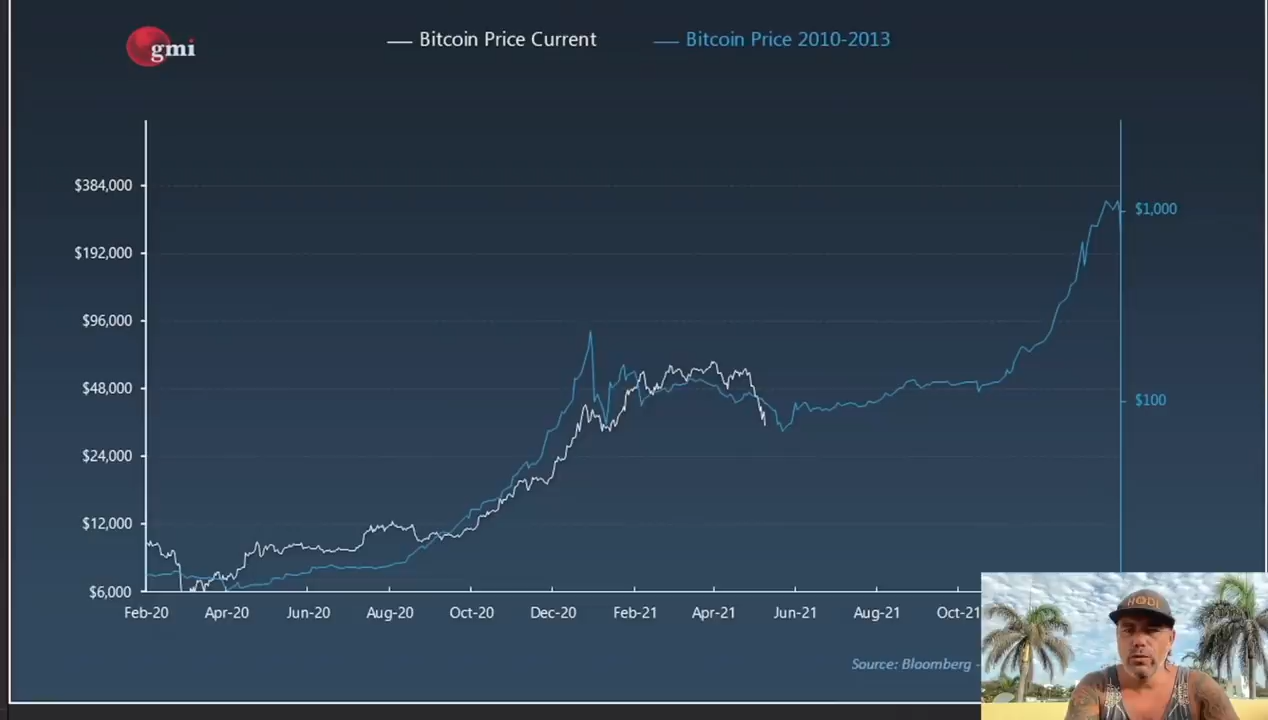 gmi
Bitcoin Price Current
Bitcoin Price 2010-2013
$384,000
$192,000
$96,000
$48,000
$24,000
$12,000
$6,000
$1,000
$100
Feb-20 Apr-20 Jun-20 Aug-20 Oct-20 Dec-20 Feb-21 Apr-21 Jun-21 Aug-21 Oct-21
Source: Bloomberg -
HODL